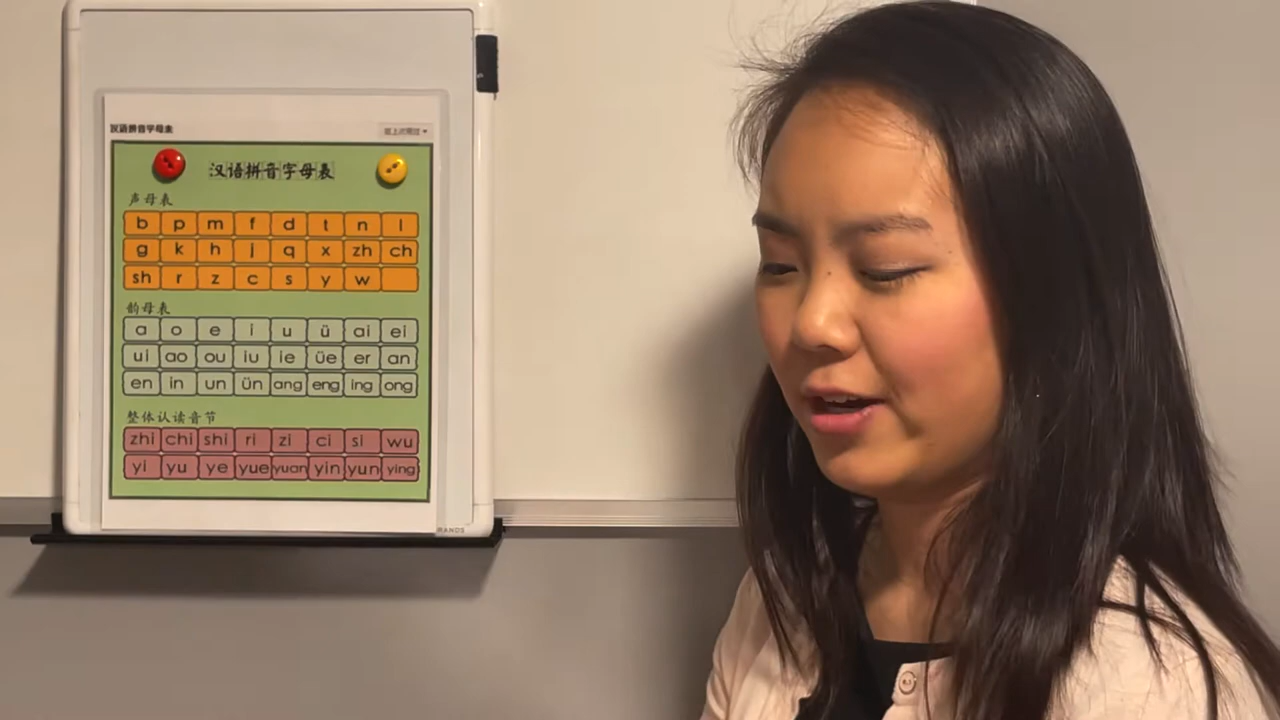 汉语拼音字母表
汉语拼音字母表
声母表
b p m f d t n l
g k h j q x zh ch
sh r z c s y w
韵母表
a o e i u ü ai ei
ui ao ou iu ie üe er an
en in un ün ang eng ing ong
整体认读音节
zhi chi shi ri zi ci si wu
yi yu ye yue yuan yin yun ying